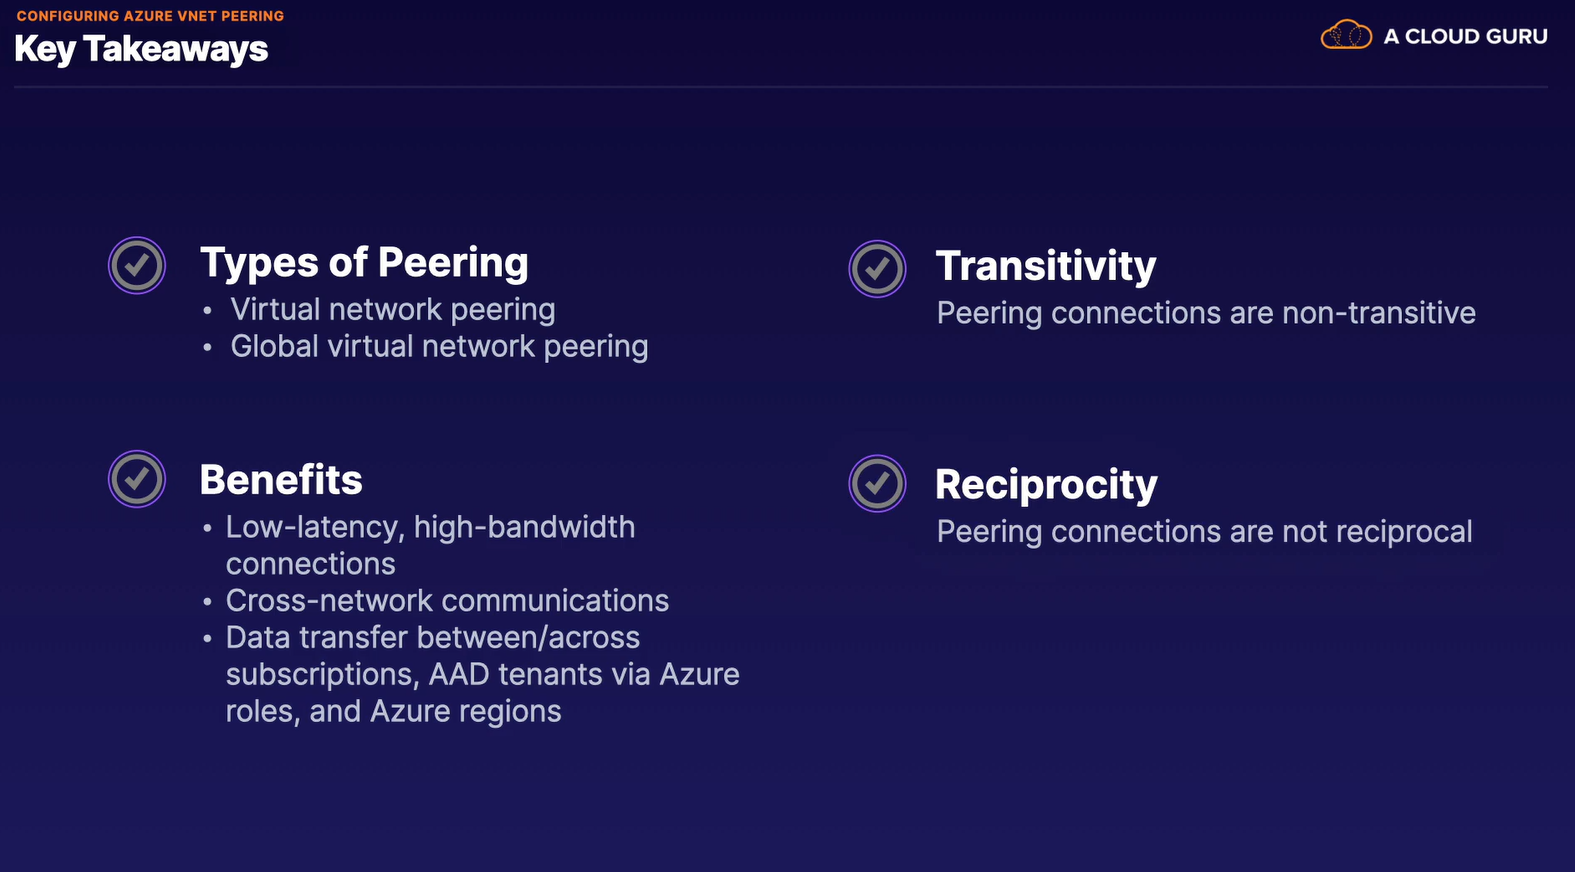 CONFIGURING AZURE VNET PEERING
Key Takeaways
A CLOUD GURU
Types of Peering
• Virtual network peering
• Global virtual network peering
Benefits
• Low-latency, high-bandwidth
connections
• Cross-network communications
• Data transfer between/across
subscriptions, AAD tenants via Azure
roles, and Azure regions
Transitivity
Peering connections are non-transitive
Reciprocity
Peering connections are not reciprocal